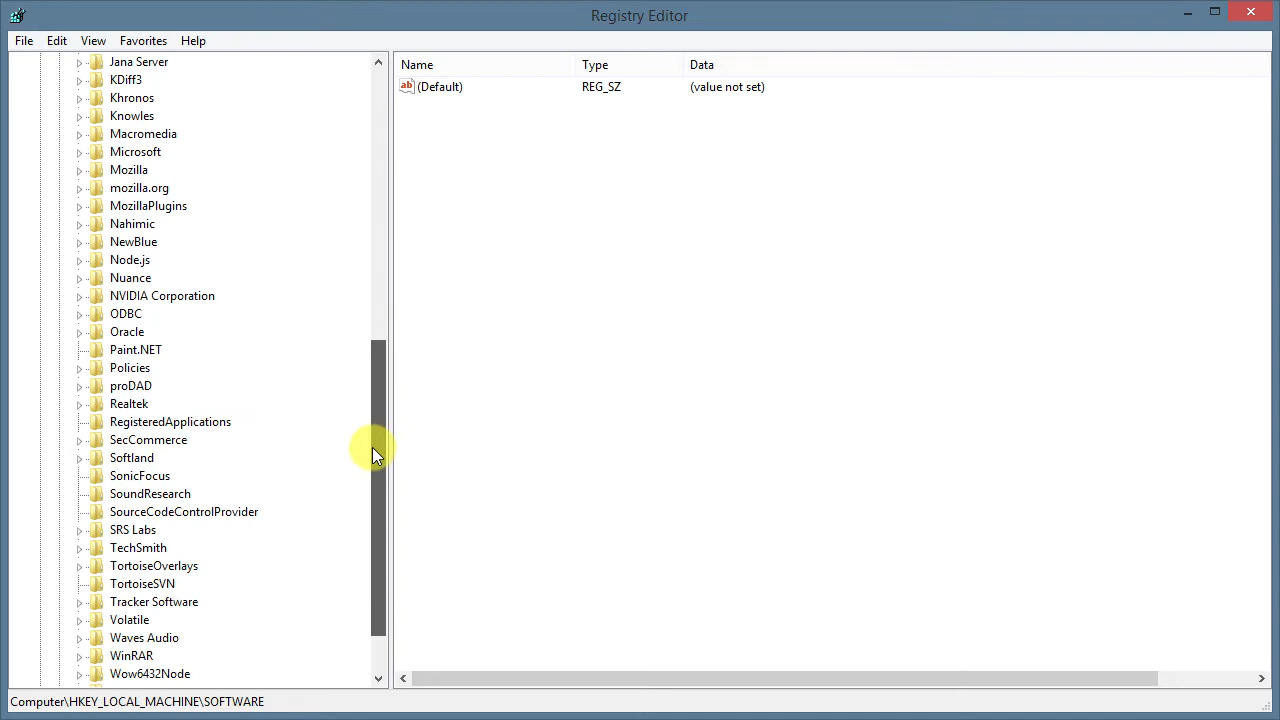 Registry Editor
File Edit View Favorites Help
Name Type Data
(Default) REG_SZ (value not set)
Jana Server
KDiff3
Khronos
Knowles
Macromedia
Microsoft
Mozilla
mozilla.org
MozillaPlugins
Nahimic
NewBlue
Node.js
Nuance
NVIDIA Corporation
ODBC
Oracle
Paint.NET
Policies
proDAD
Realtek
RegisteredApplications
SecCommerce
Softland
SonicFocus
SoundResearch
SourceCodeControlProvider
SRS Labs
TechSmith
TortoiseOverlays
TortoiseSVN
Tracker Software
Volatile
Waves Audio
WinRAR
Wow6432Node
Computer\HKEY_LOCAL_MACHINE\SOFTWARE